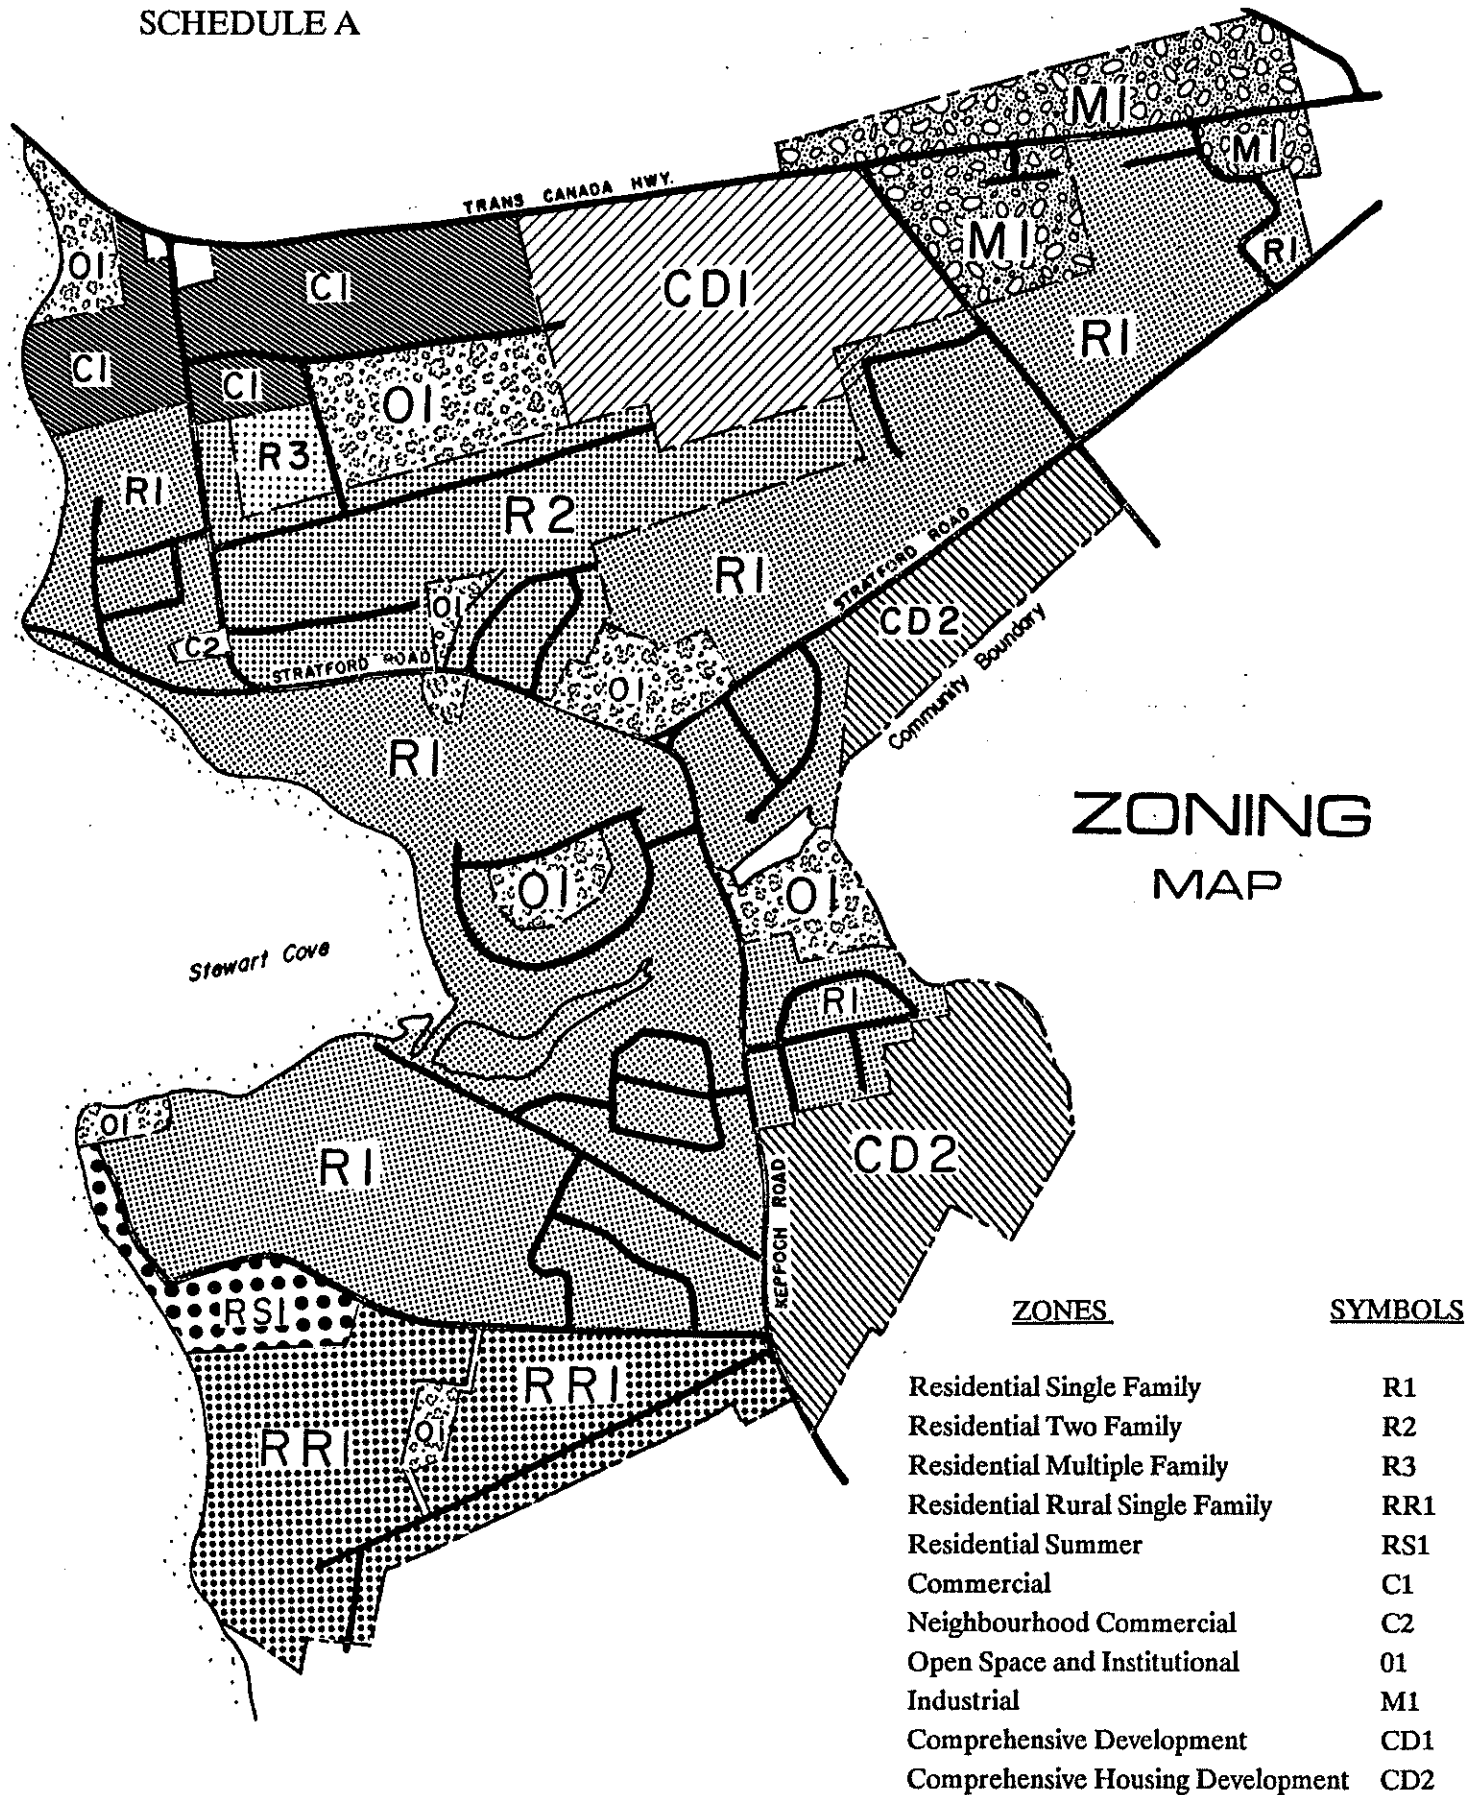 SCHEDULE A
M1
M1
TRANS CANADA HWY.
M1
R1
O1
C1
CD1
R1
C1
C1
O1
R3
R1
R2
STRATFORD ROAD
R1
CD2
O1
C2
STRATFORD ROAD
Community Boundary
O1
R1
ZONING
MAP
O1
O1
Stewart Cove
R1
O1
R1
CD2
KEPPOCH ROAD
RS1
RR1
O1
RR1
ZONES SYMBOLS
Residential Single Family R1
Residential Two Family R2
Residential Multiple Family R3
Residential Rural Single Family RR1
Residential Summer RS1
Commercial C1
Neighbourhood Commercial C2
Open Space and Institutional 01
Industrial M1
Comprehensive Development CD1
Comprehensive Housing Development CD2